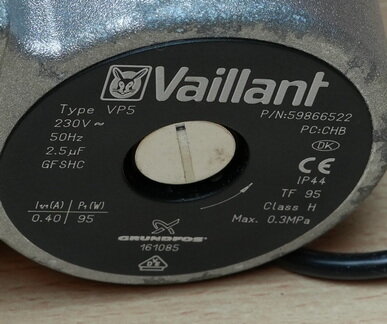 Vaillant
Type VP5
P/N:59866522
230V~
PC:CHB
50Hz
DK
2.5µF
CE
GFSHC
IP44
TF 95
Class H
I1/1(A) P1(W)
0.40 95
Max. 0.3MPa
GRUNDFOS
161085